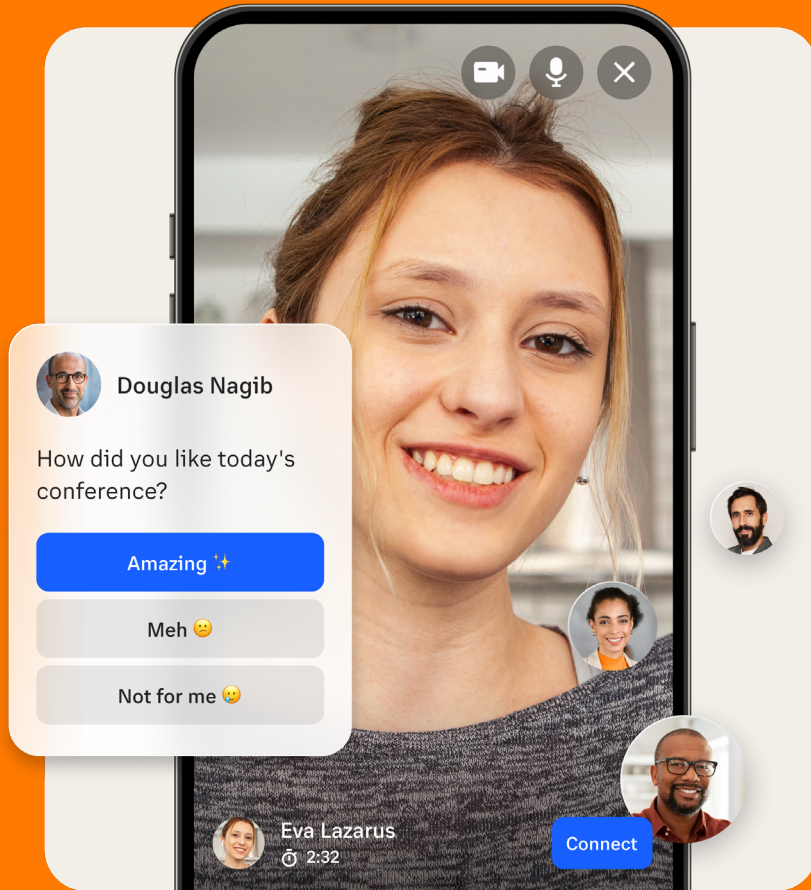 Douglas Nagib
How did you like today's
conference?
Amazing ✨
Meh 😕
Not for me 🥲
Eva Lazarus
2:32
Connect